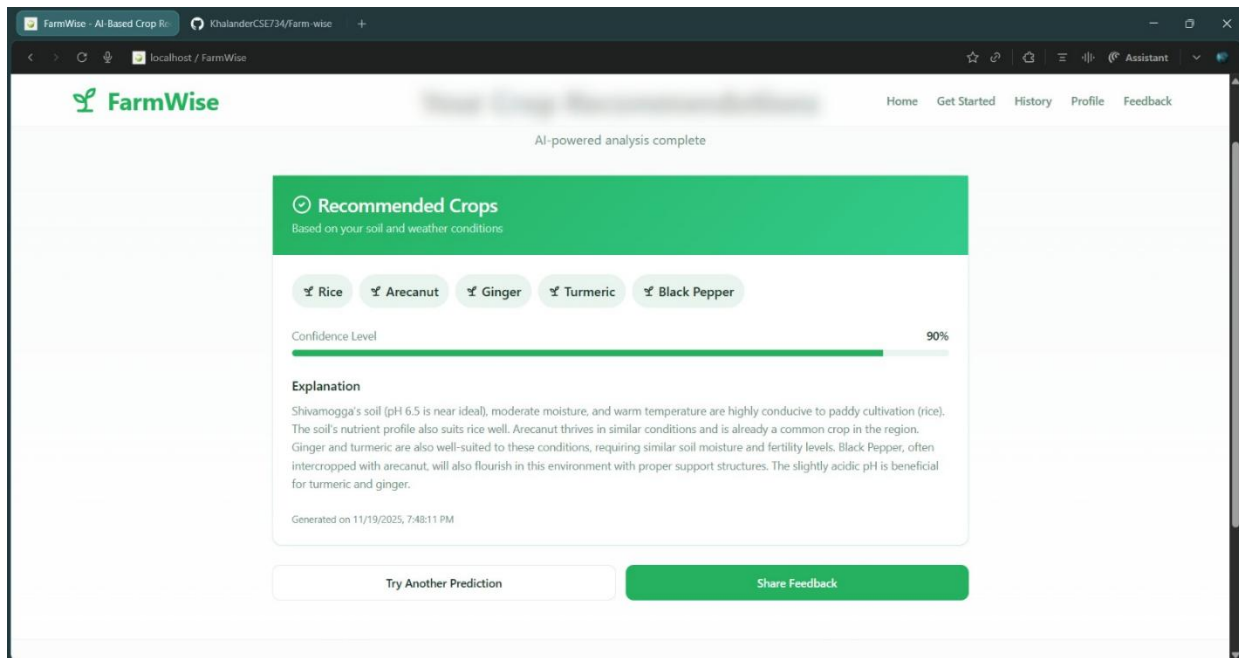 FarmWise - AI-Based Crop Re
KhalanderCSE734/Farm-wise
localhost / FarmWise
Assistant
FarmWise
Your Crop Recommendations
Home Get Started History Profile Feedback
AI-powered analysis complete
Recommended Crops
Based on your soil and weather conditions
Rice Arecanut Ginger Turmeric Black Pepper
Confidence Level 90%
Explanation
Shivamogga's soil (pH 6.5 is near ideal), moderate moisture, and warm temperature are highly conducive to paddy cultivation (rice).
The soil's nutrient profile also suits rice well. Arecanut thrives in similar conditions and is already a common crop in the region.
Ginger and turmeric are also well-suited to these conditions, requiring similar soil moisture and fertility levels. Black Pepper, often
intercropped with arecanut, will also flourish in this environment with proper support structures. The slightly acidic pH is beneficial
for turmeric and ginger.
Generated on 11/19/2025, 7:48:11 PM
Try Another Prediction
Share Feedback